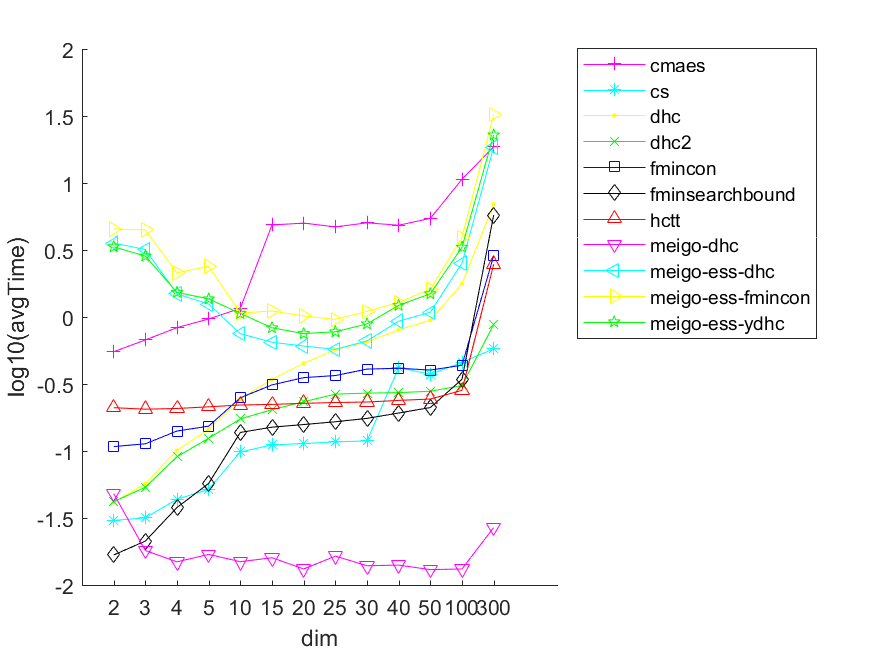 2
1.5
1
0.5
0
-0.5
-1
-1.5
-2
log10(avgTime)
2 3 4 5 10 15 20 25 30 40 50 100 300
dim
cmaes
cs
dhc
dhc2
fmincon
fminsearchbound
hctt
meigo-dhc
meigo-ess-dhc
meigo-ess-fmincon
meigo-ess-ydhc